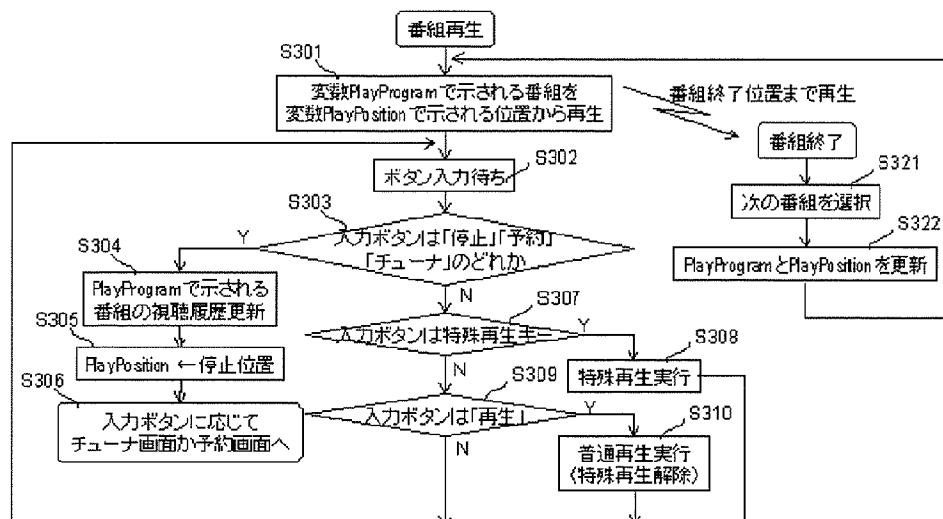 番組再生
S301
変数PlayProgramで示される番組を
変数PlayPositionで示される位置から再生
番組終了位置まで再生
番組終了
S302
ボタン入力待ち
S321
次の番組を選択
S303
入力ボタンは「停止」「予約」
「チューナ」のどれか
Y
N
S322
PlayProgramとPlayPositionを更新
S304
PlayProgramで示される
番組の視聴履歴更新
S307
入力ボタンは特殊再生キー
Y
N
S305
PlayPosition ←停止位置
S308
特殊再生実行
S306
入力ボタンに応じて
チューナ画面か予約画面へ
S309
入力ボタンは「再生」
Y
N
S310
普通再生実行
(特殊再生解除)